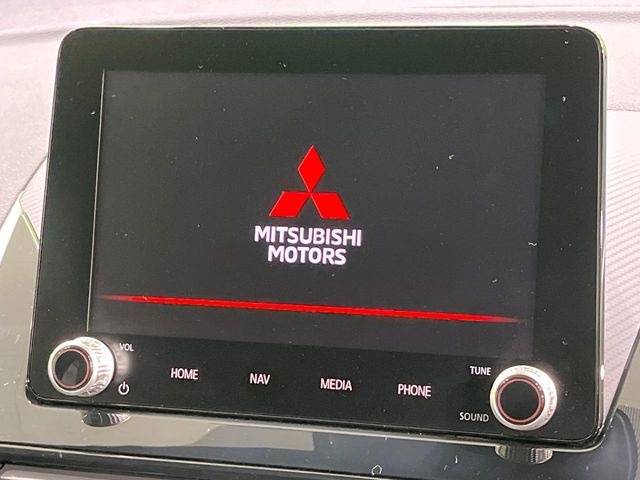 MITSUBISHI
MOTORS
VOL
HOME
NAV
MEDIA
PHONE
TUNE
SOUND